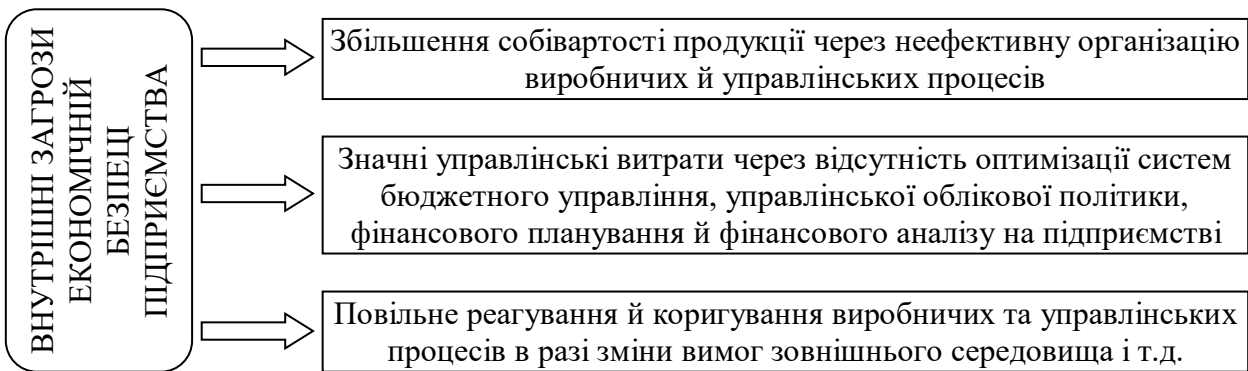 ВНУТРІШНІ ЗАГРОЗИ
ЕКОНОМІЧНІЙ
БЕЗПЕЦІ
ПІДПРИЄМСТВА
Збільшення собівартості продукції через неефективну організацію
виробничих й управлінських процесів
Значні управлінські витрати через відсутність оптимізації систем
бюджетного управління, управлінської облікової політики,
фінансового планування й фінансового аналізу на підприємстві
Повільне реагування й коригування виробничих та управлінських
процесів в разі зміни вимог зовнішнього середовища і т.д.